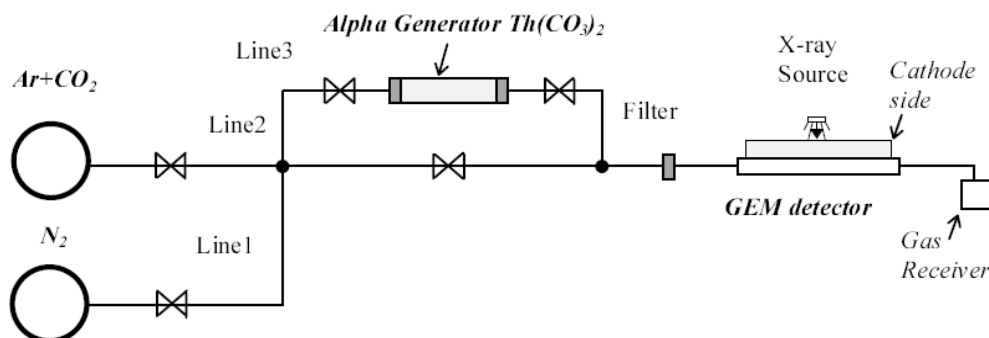 Alpha Generator Th(CO₃)₂
Line3
X-ray
Source
Cathode
side
Ar+CO₂
Line2
Filter
N₂
Line1
GEM detector
Gas
Receiver